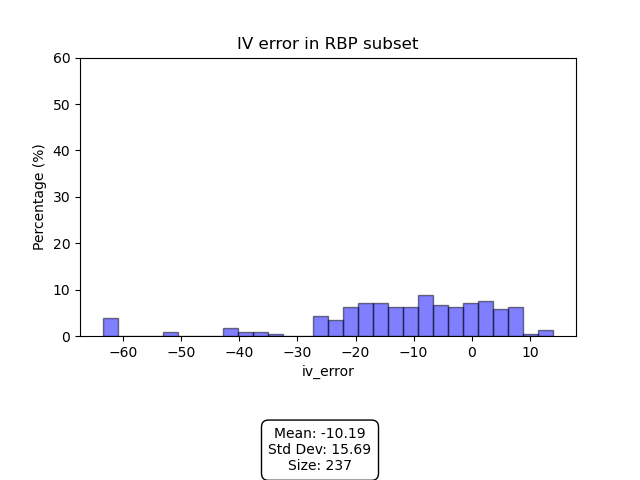 IV error in RBP subset
60
50
40
30
20
10
0
Percentage (%)
−60 −50 −40 −30 −20 −10 0 10
iv_error
Mean: -10.19
Std Dev: 15.69
Size: 237